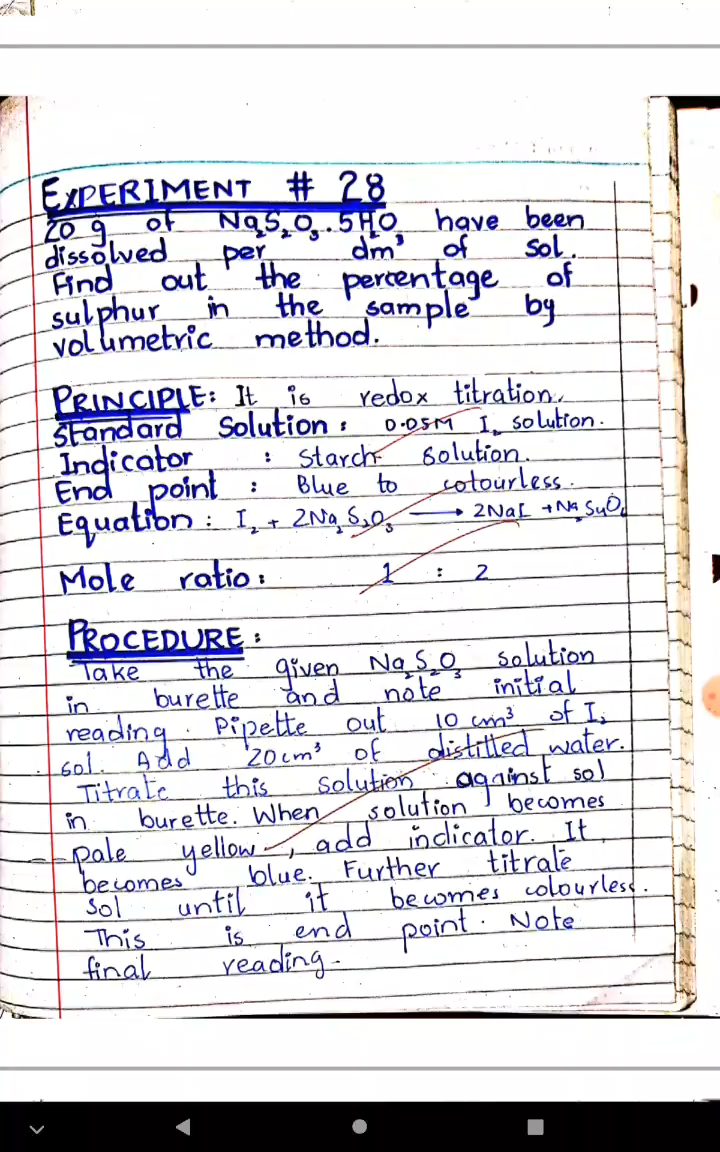 EXPERIMENT # 28
20 g of Na₂S₂O₃.5H₂O have been
dissolved per dm³ of sol.
Find out the percentage of
sulphur in the sample by
volumetric method.
PRINCIPLE: It is redox titration.
Standard Solution : 0.05M I₂ solution.
Indicator : Starch Solution.
End point : Blue to colourless.
Equation : I₂ + 2Na₂S₂O₃ → 2NaI + Na₂S₄O₆
Mole ratio : 1 : 2
PROCEDURE :
Take the given Na₂S₂O₃ solution
in burette and note initial
reading. Pipette out 10 cm³ of I₂
sol. Add 20cm³ of distilled water.
Titrate this solution against sol
in burette. When solution becomes
pale yellow, add indicator. It
becomes blue. Further titrate
sol until it becomes colourless.
This is end point. Note
final reading.